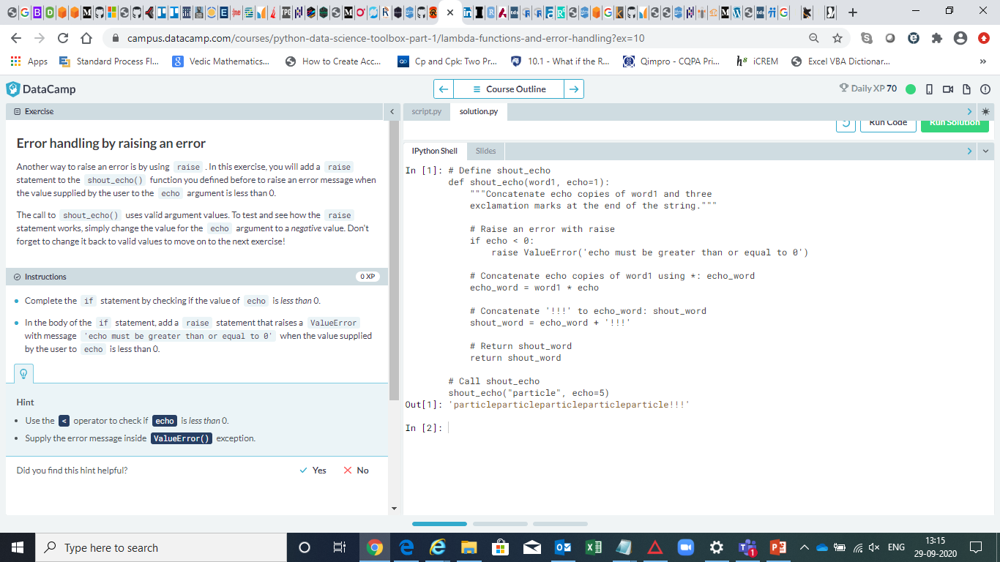 campus.datacamp.com/courses/python-data-science-toolbox-part-1/lambda-functions-and-error-handling?ex=10
Apps Standard Process Fl... Vedic Mathematics... How to Create Acc... Cp and Cpk: Two Pr... 10.1 - What if the R... Qimpro - CQPA Pri... iCREM Excel VBA Dictionar... »
DataCamp Course Outline Daily XP 70
Exercise
Error handling by raising an error
Another way to raise an error is by using raise . In this exercise, you will add a raise
statement to the shout_echo() function you defined before to raise an error message when
the value supplied by the user to the echo argument is less than 0.
The call to shout_echo() uses valid argument values. To test and see how the raise
statement works, simply change the value for the echo argument to a negative value. Don't
forget to change it back to valid values to move on to the next exercise!
Instructions 0 XP
Complete the if statement by checking if the value of echo is less than 0.
In the body of the if statement, add a raise statement that raises a ValueError
with message 'echo must be greater than or equal to 0' when the value supplied
by the user to echo is less than 0.
Hint
• Use the < operator to check if echo is less than 0.
• Supply the error message inside ValueError() exception.
Did you find this hint helpful? Yes No
script.py solution.py
Run Code Run Solution
IPython Shell Slides
In [1]: # Define shout_echo
def shout_echo(word1, echo=1):
"""Concatenate echo copies of word1 and three
exclamation marks at the end of the string."""
# Raise an error with raise
if echo < 0:
raise ValueError('echo must be greater than or equal to 0')
# Concatenate echo copies of word1 using *: echo_word
echo_word = word1 * echo
# Concatenate '!!!' to echo_word: shout_word
shout_word = echo_word + '!!!'
# Return shout_word
return shout_word
# Call shout_echo
shout_echo("particle", echo=5)
Out[1]: 'particleparticleparticleparticleparticle!!!'
In [2]:
Type here to search
ENG
13:15
29-09-2020